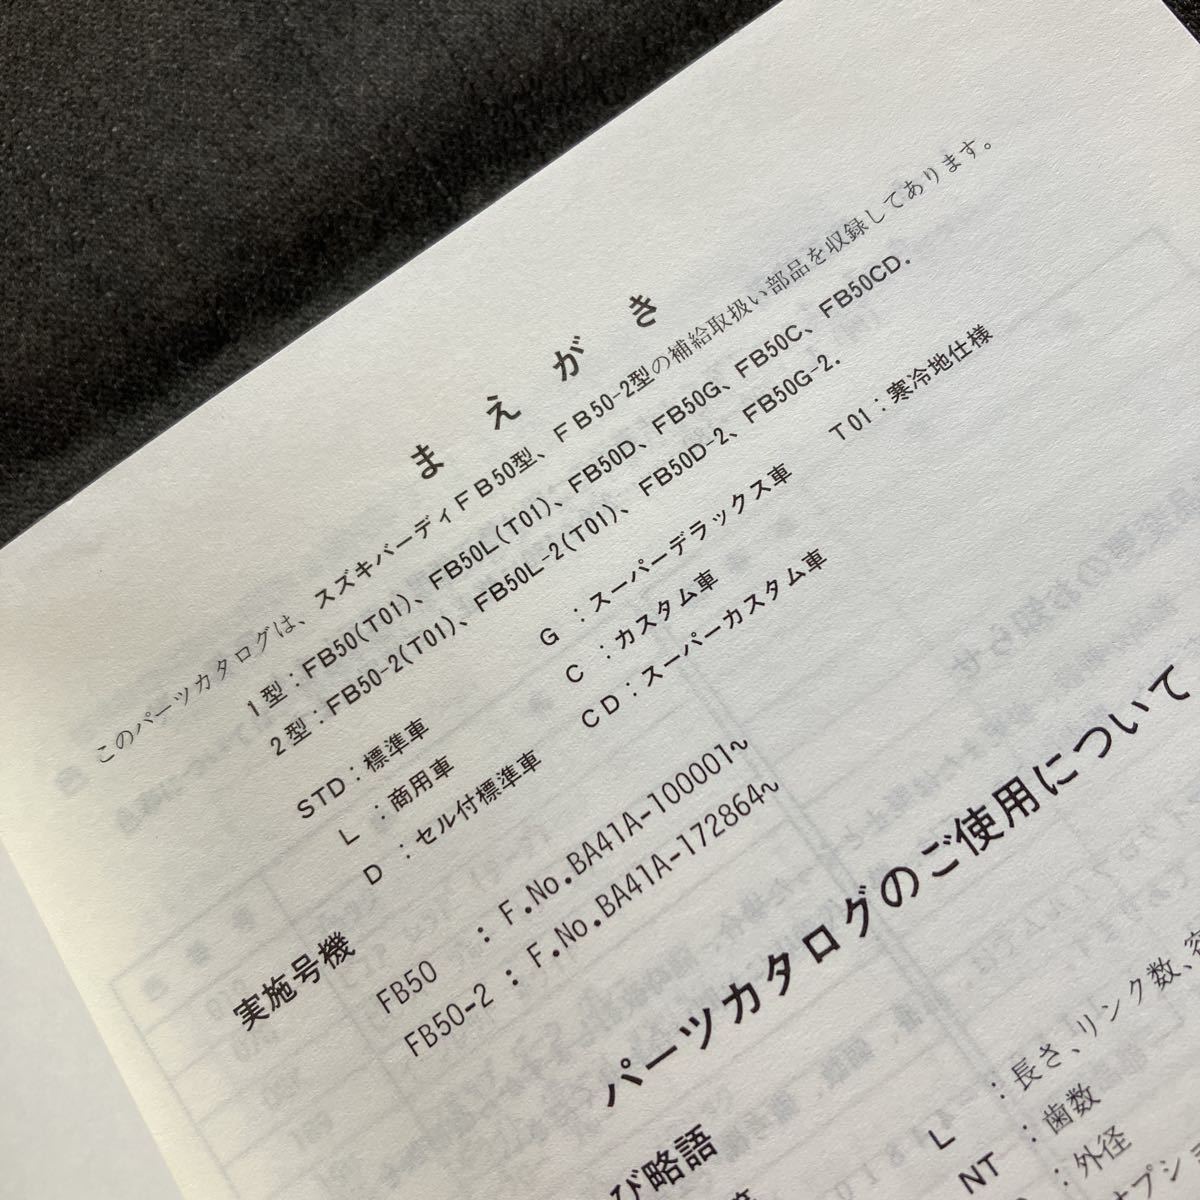 まえがき
このパーツカタログは、スズキバーディFB50型、FB50-2型の補給取扱い部品を収録してあります。
1型：FB50(T01)、FB50L(T01)、FB50D、FB50G、FB50C、FB50CD.
2型：FB50-2(T01)、FB50L-2(T01)、FB50D-2、FB50G-2.
STD：標準車 G：スーパーデラックス車 T01：寒冷地仕様
L：商用車 C：カスタム車
D：セル付標準車 CD：スーパーカスタム車
実施号機
FB50 : F.No.BA41A-100001〜
FB50-2 : F.No.BA41A-172864〜
パーツカタログのご使用について
び略語
L：長さ、リンク数、
NT：歯数
：外径